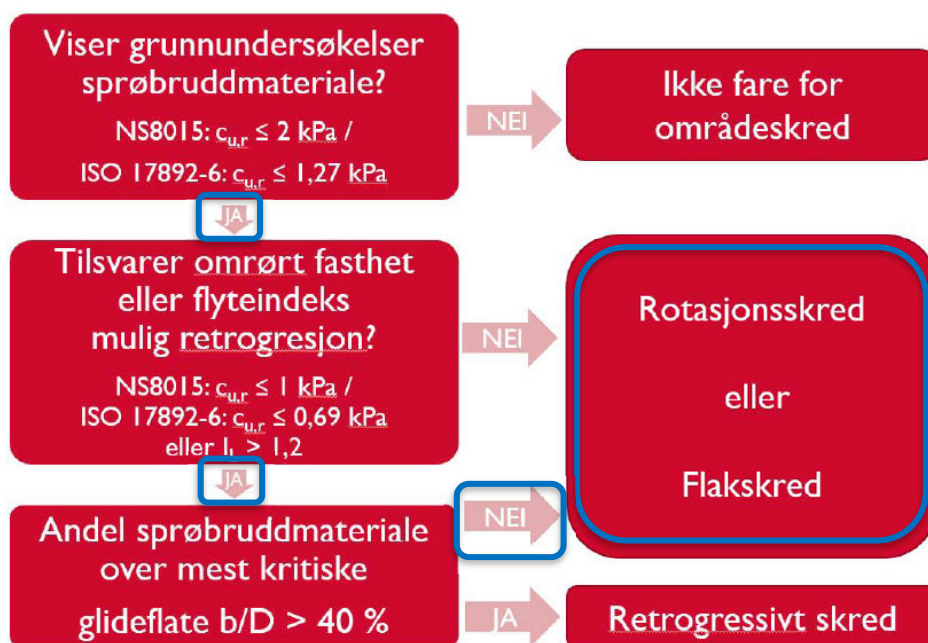 Viser grunnundersøkelser
sprøbruddmateriale?
NS8015: cu,r ≤ 2 kPa /
ISO 17892-6: cu,r ≤ 1,27 kPa
NEI
Ikke fare for
områdeskred
JA
Tilsvarer omrørt fasthet
eller flyteindeks
mulig retrogresjon?
NS8015: cu,r ≤ 1 kPa /
ISO 17892-6: cu,r ≤ 0,69 kPa
eller IL > 1,2
NEI
Rotasjonsskred
eller
Flakskred
JA
Andel sprøbruddmateriale
over mest kritiske
glideflate b/D > 40 %
NEI
JA
Retrogressivt skred